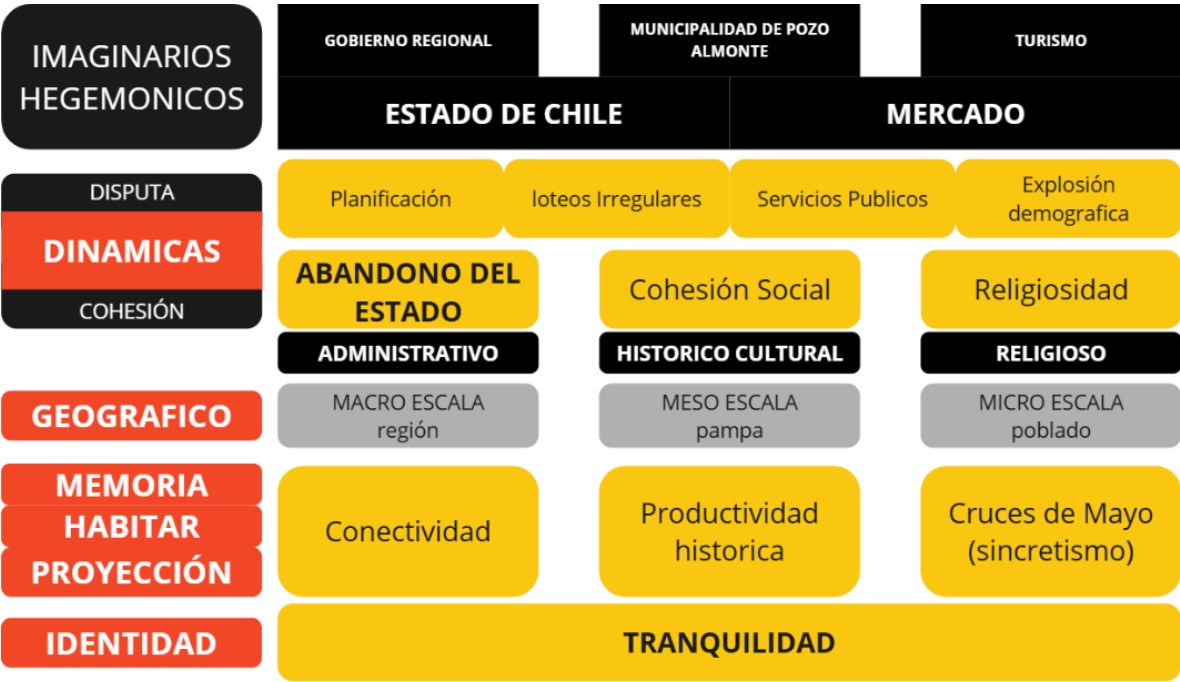 IMAGINARIOS
HEGEMONICOS
GOBIERNO REGIONAL
MUNICIPALIDAD DE POZO
ALMONTE
TURISMO
ESTADO DE CHILE
MERCADO
DISPUTA
DINAMICAS
COHESIÓN
Planificación
loteos Irregulares
Servicios Publicos
Explosión
demografica
ABANDONO DEL
ESTADO
Cohesión Social
Religiosidad
ADMINISTRATIVO
HISTORICO CULTURAL
RELIGIOSO
GEOGRAFICO
MACRO ESCALA
región
MESO ESCALA
pampa
MICRO ESCALA
poblado
MEMORIA
HABITAR
PROYECCIÓN
Conectividad
Productividad
historica
Cruces de Mayo
(sincretismo)
IDENTIDAD
TRANQUILIDAD